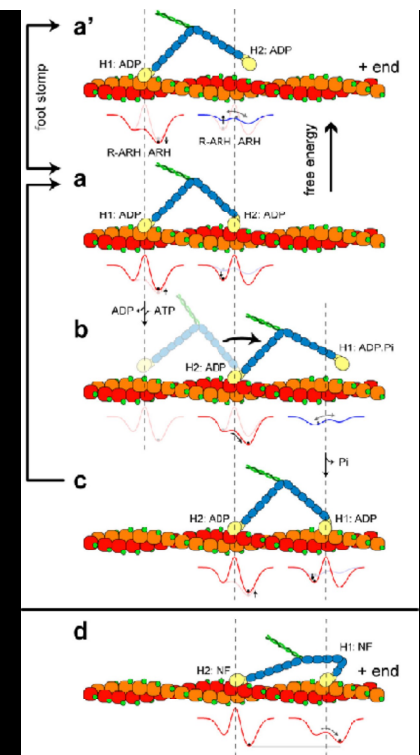 a’
H1: ADP
H2: ADP
+ end
foot stomp
R-ARH ARH
R-ARH ARH
free energy
a
H1: ADP
H2: ADP
ADP ATP
b
H2: ADP
H1: ADP.Pi
Pi
c
H2: ADP
H1: ADP
d
H1: NF
H2: NF
+ end